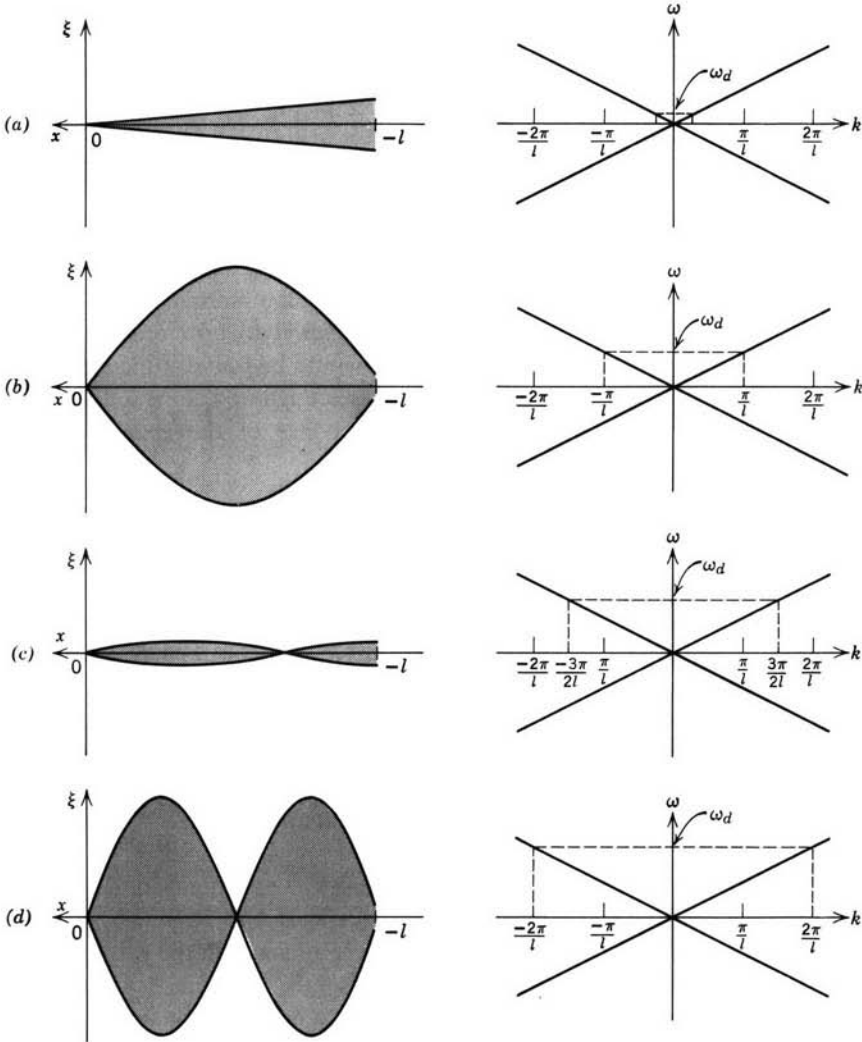 (a)
ξ
x
0
-l
ω
ω_d
k
-2π/l
-π/l
π/l
2π/l
(b)
ξ
x
0
-l
ω
ω_d
k
-2π/l
-π/l
π/l
2π/l
(c)
ξ
x
0
-l
ω
ω_d
k
-2π/l
-3π/2l
π/l
π/l
3π/2l
2π/l
(d)
ξ
x
0
-l
ω
ω_d
k
-2π/l
-π/l
π/l
2π/l